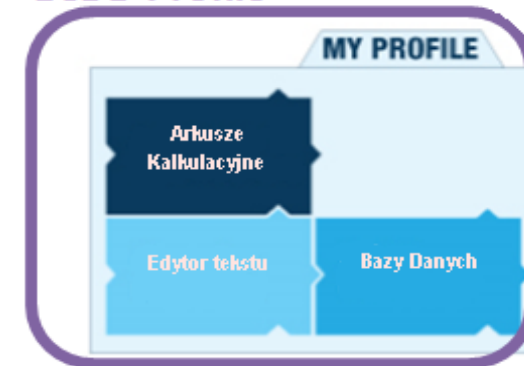 MY PROFILE
Arkusze
Kalkulacyjne
Edytor tekstu
Bazy Danych